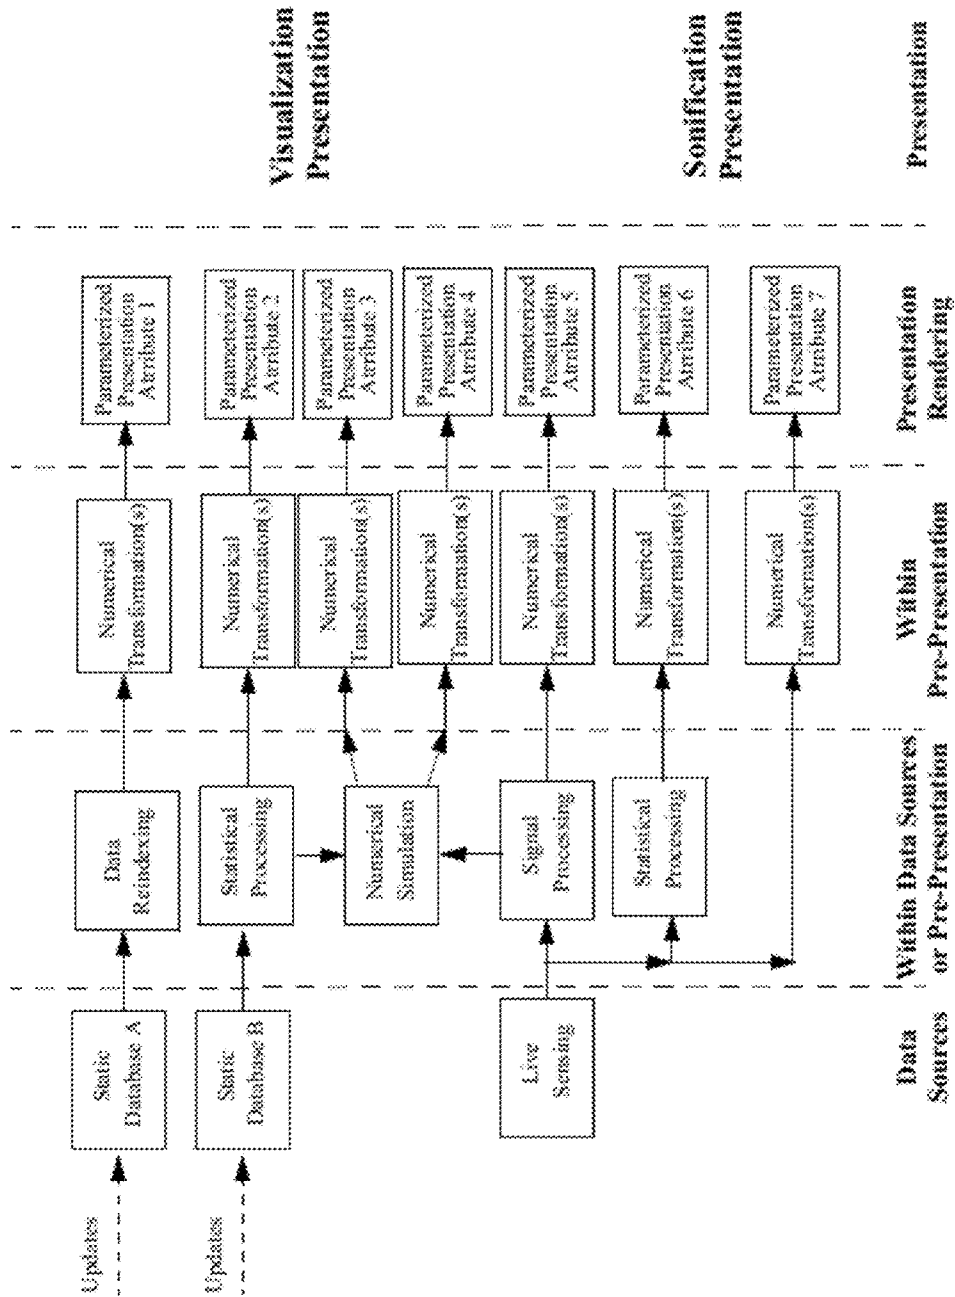 Updates
Updates
Static
Database A
Static
Database B
Live
Sensing
Data
Sources
Data
Reindexing
Statistical
Processing
Numerical
Simulation
Signal
Processing
Statistical
Processing
Within Data Sources
or Pre-Presentation
Numerical
Transformation(s)
Numerical
Transformation(s)
Numerical
Transformation(s)
Numerical
Transformation(s)
Numerical
Transformation(s)
Numerical
Transformation(s)
Numerical
Transformation(s)
Within
Pre-Presentation
Parameterized
Presentation
Attribute 1
Parameterized
Presentation
Attribute 2
Parameterized
Presentation
Attribute 3
Parameterized
Presentation
Attribute 4
Parameterized
Presentation
Attribute 5
Parameterized
Presentation
Attribute 6
Parameterized
Presentation
Attribute 7
Presentation
Rendering
Visualization
Presentation
Sonification
Presentation
Presentation